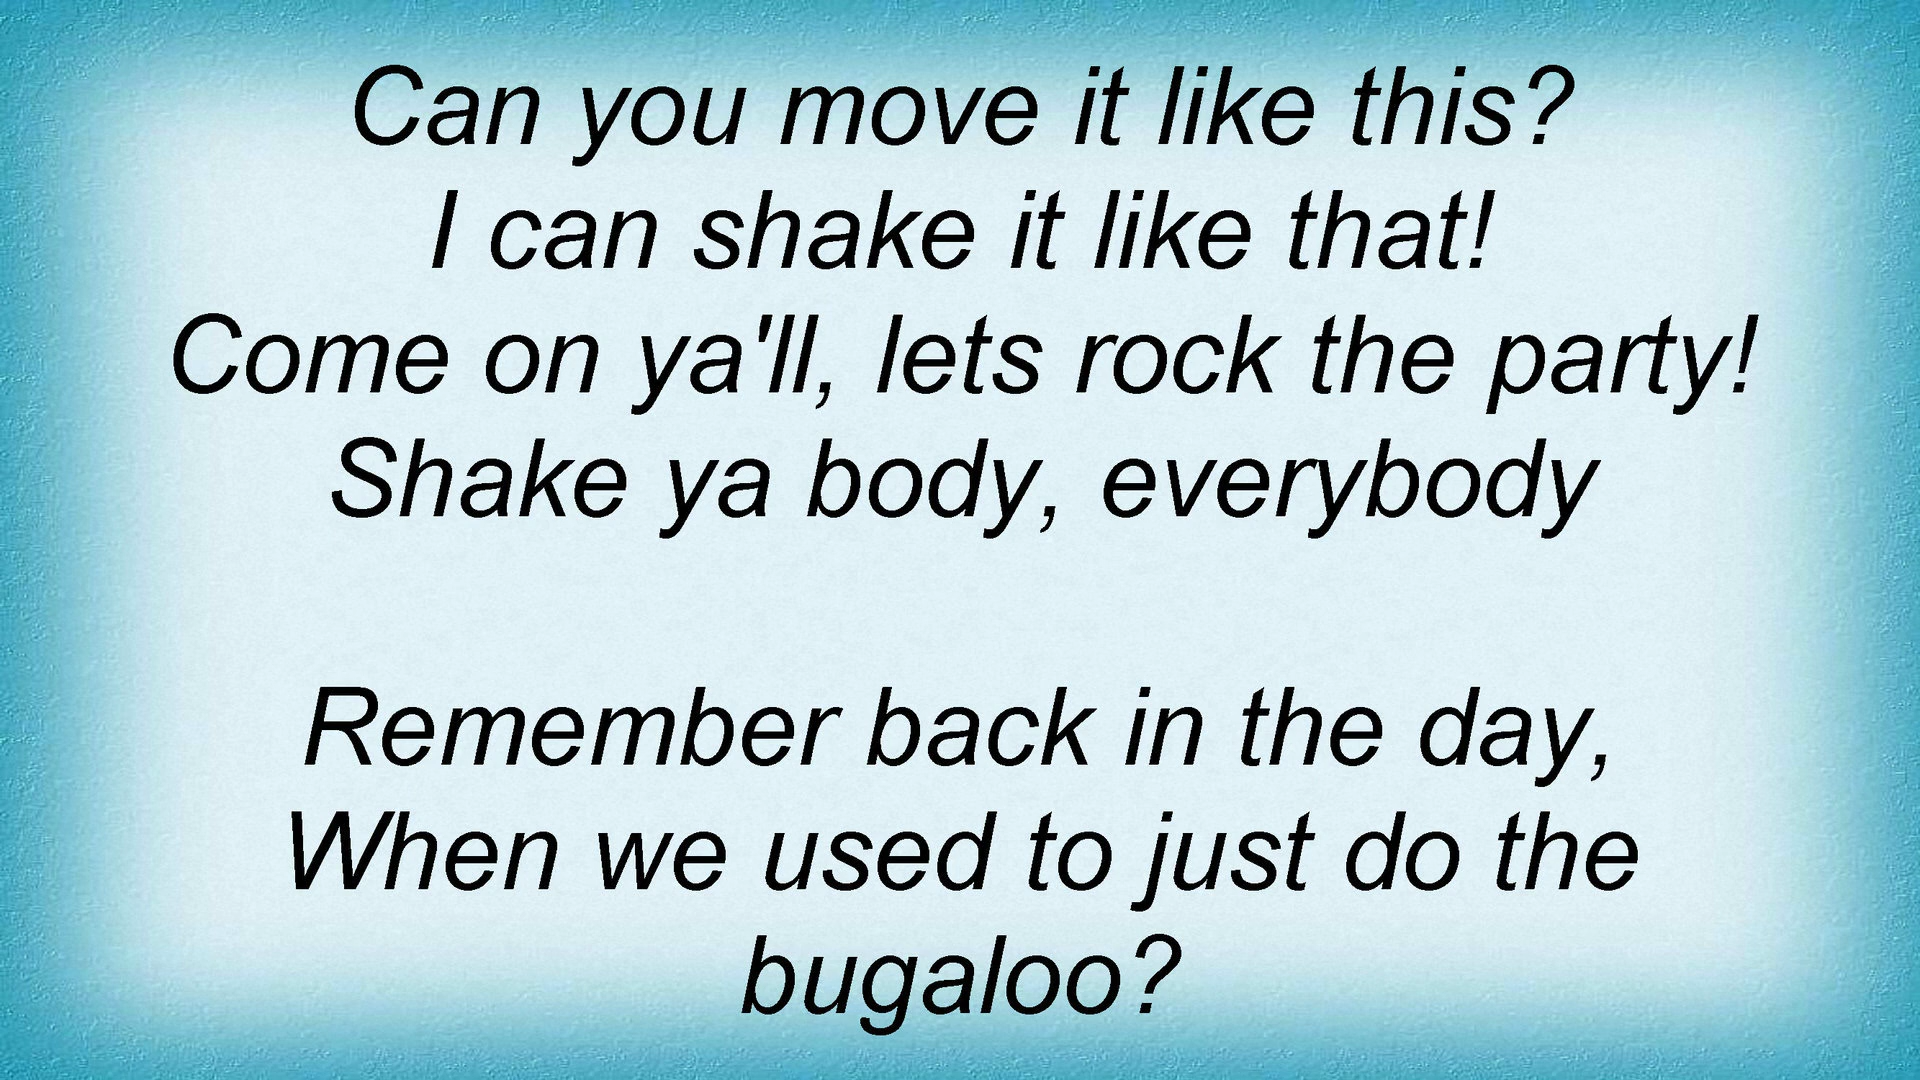 Can you move it like this?
I can shake it like that!
Come on ya'll, lets rock the party!
Shake ya body, everybody
Remember back in the day,
When we used to just do the
bugaloo?